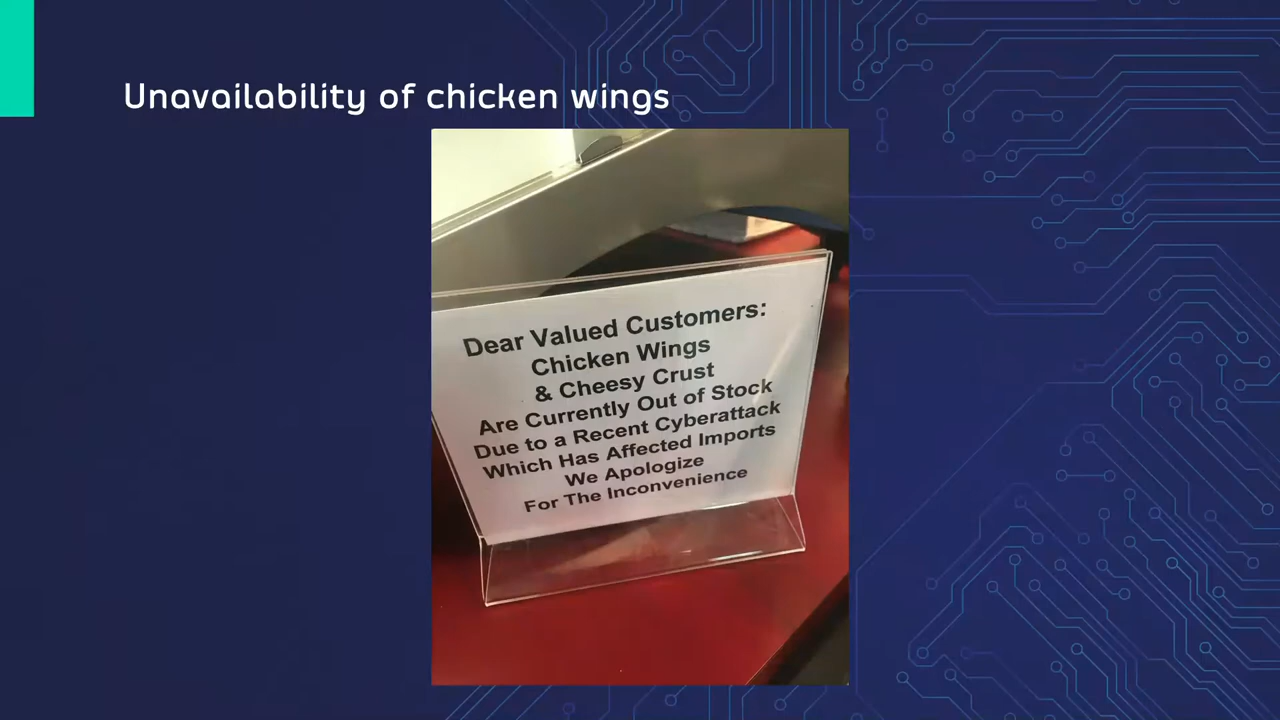 Unavailability of chicken wings
Dear Valued Customers:
Chicken Wings
& Cheesy Crust
Are Currently Out of Stock
Due to a Recent Cyberattack
Which Has Affected Imports
We Apologize
For The Inconvenience